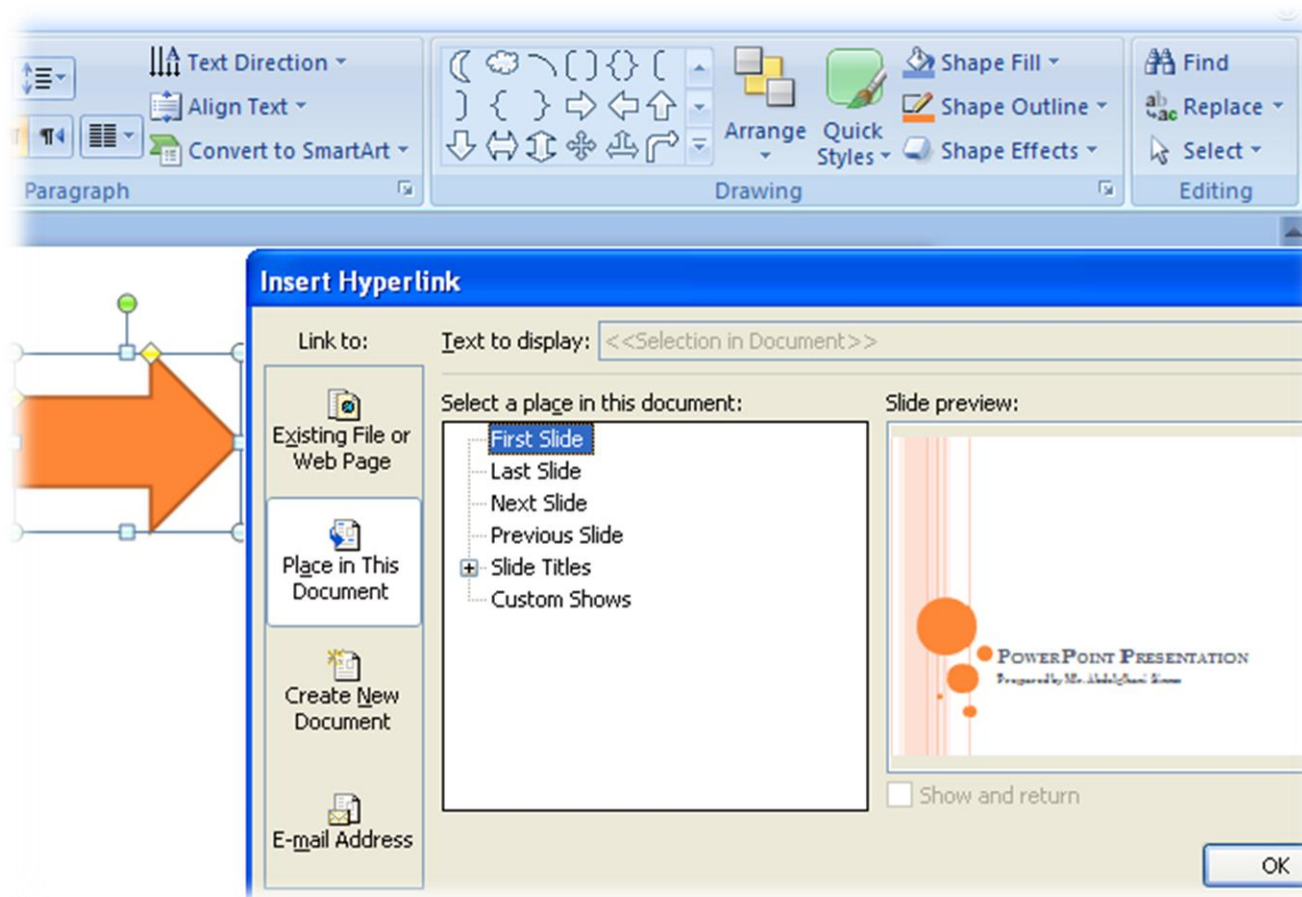 Text Direction
Align Text
Convert to SmartArt
Paragraph
Arrange
Quick
Styles
Shape Fill
Shape Outline
Shape Effects
Drawing
Find
Replace
Select
Editing
Insert Hyperlink
Link to:
Text to display: <<Selection in Document>>
Existing File or
Web Page
Place in This
Document
Create New
Document
E-mail Address
Select a place in this document:
First Slide
Last Slide
Next Slide
Previous Slide
Slide Titles
Custom Shows
Slide preview:
POWERPOINT PRESENTATION
Prepared by Mr.
Show and return
OK